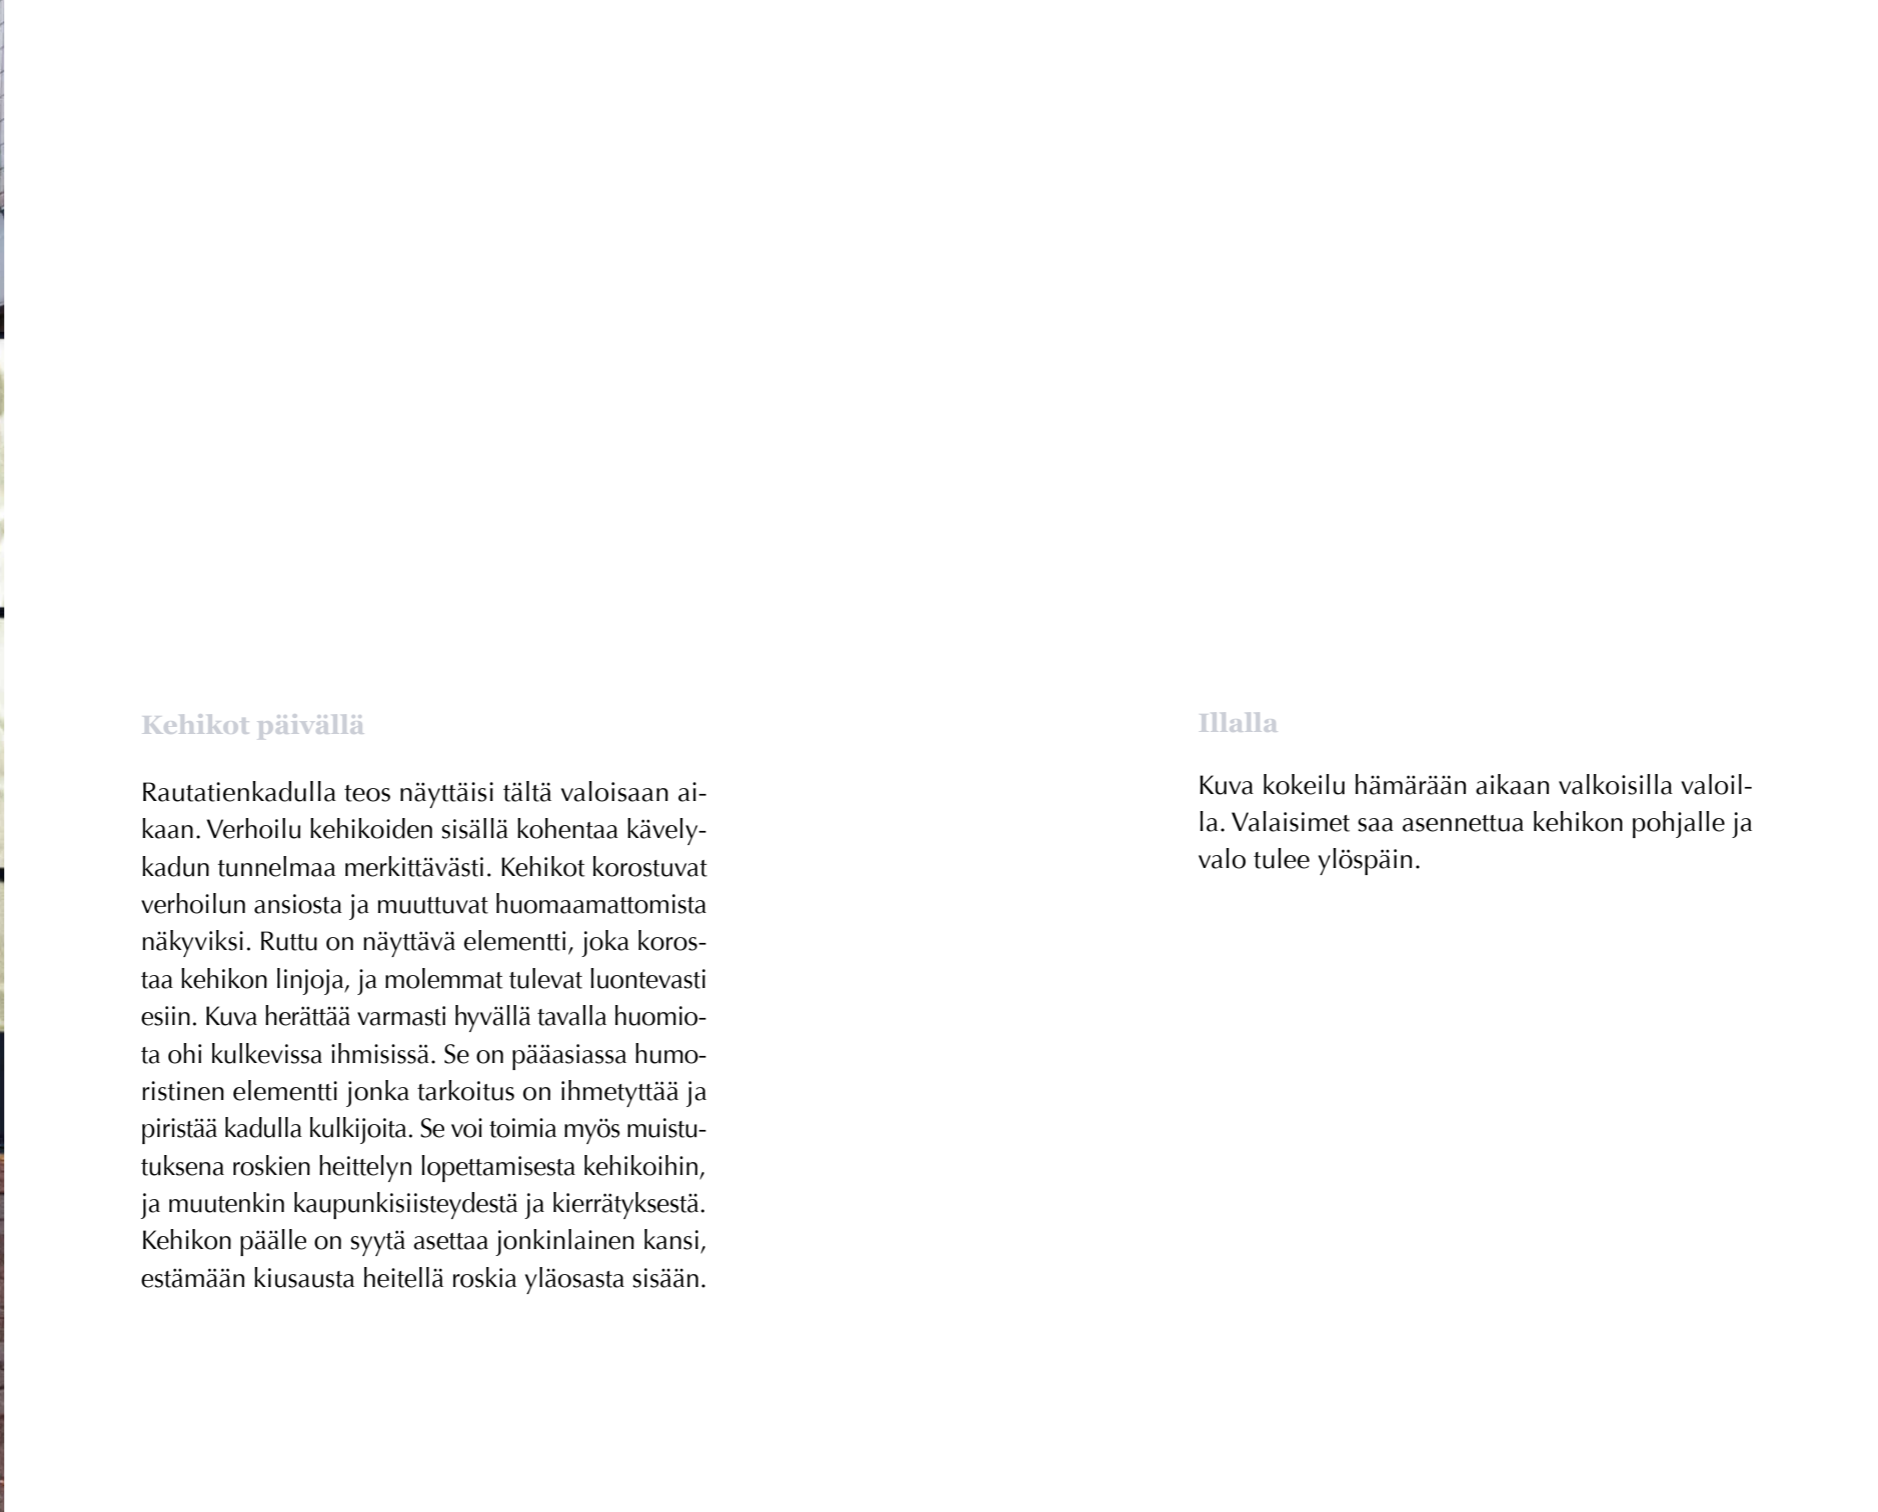 Kehikot päivällä
Rautatienkadulla teos näyttäisi tältä valoisaan ai-
kaan. Verhoilu kehikoiden sisällä kohentaa kävely-
kadun tunnelmaa merkittävästi. Kehikot korostuvat
verhoilun ansiosta ja muuttuvat huomaamattomista
näkyviksi. Ruttu on näyttävä elementti, joka koros-
taa kehikon linjoja, ja molemmat tulevat luontevasti
esiin. Kuva herättää varmasti hyvällä tavalla huomio-
ta ohi kulkevissa ihmisissä. Se on pääasiassa humo-
ristinen elementti jonka tarkoitus on ihmetyttää ja
piristää kadulla kulkijoita. Se voi toimia myös muistu-
tuksena roskien heittelyn lopettamisesta kehikoihin,
ja muutenkin kaupunkisiisteydestä ja kierrätyksestä.
Kehikon päälle on syytä asettaa jonkinlainen kansi,
estämään kiusausta heitellä roskia yläosasta sisään.
Illalla
Kuva kokeilu hämärään aikaan valkoisilla valoil-
la. Valaisimet saa asennettua kehikon pohjalle ja
valo tulee ylöspäin.